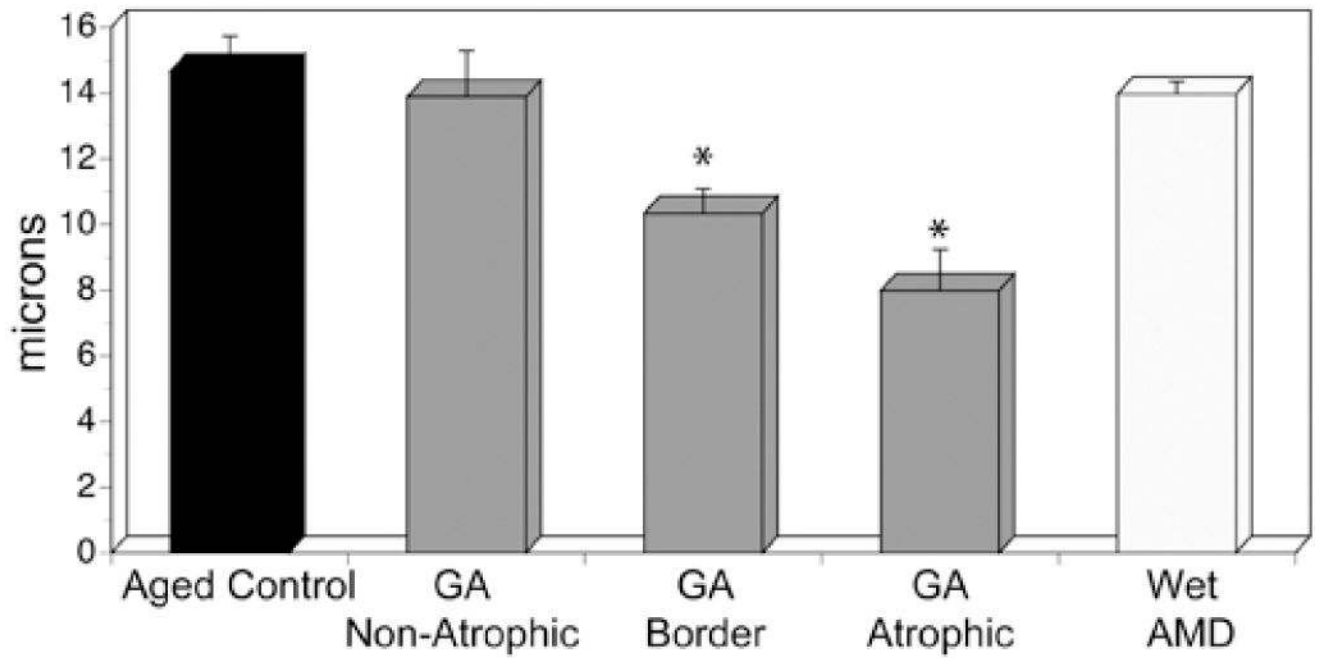 16
14
12
10
8
6
4
2
0
microns
*
*
Aged Control
GA
Non-Atrophic
GA
Border
GA
Atrophic
Wet
AMD